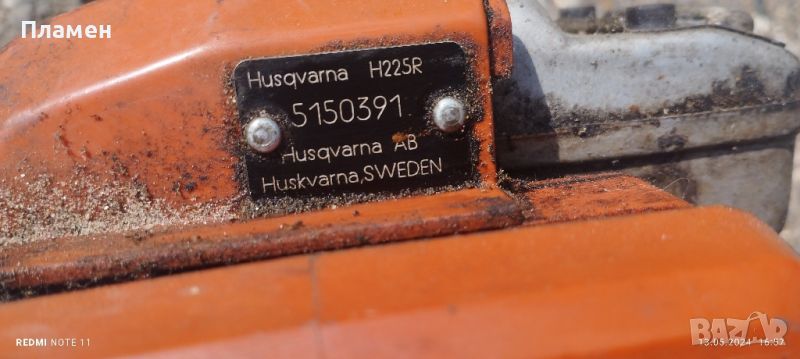 Пламен
Husqvarna H225R
5150391
Husqvarna AB
Huskvarna, SWEDEN
REDMI NOTE 11
BAZAR
13.05.2024 16:57